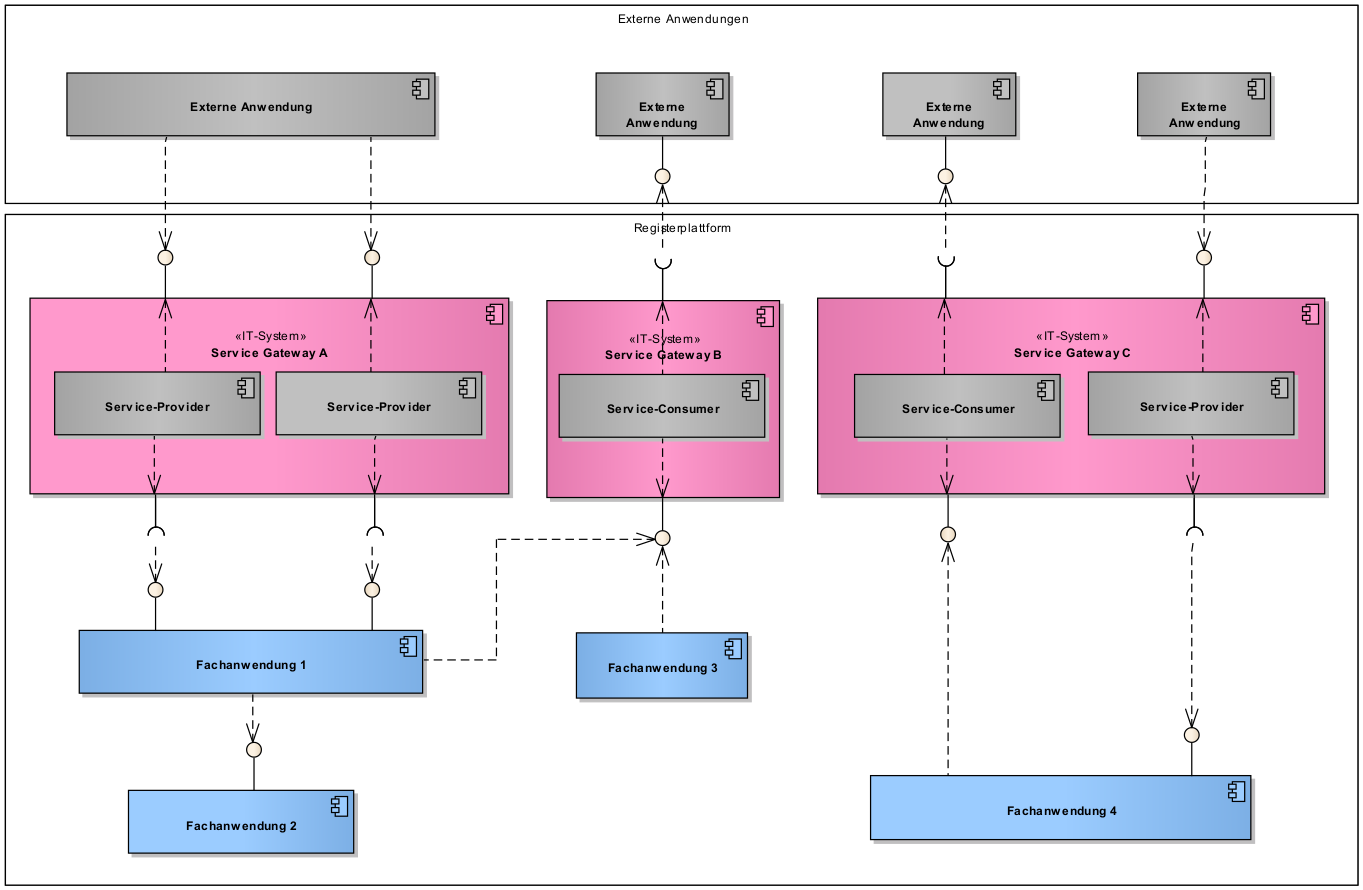 Externe Anwendungen
Externe Anwendung
Externe
Anwendung
Externe
Anwendung
Externe
Anwendung
Registerplattform
«IT-System»
Service Gateway A
Service-Provider
Service-Provider
«IT-System»
Service Gateway B
Service-Consumer
«IT-System»
Service Gateway C
Service-Consumer
Service-Provider
Fachanwendung 1
Fachanwendung 3
Fachanwendung 2
Fachanwendung 4